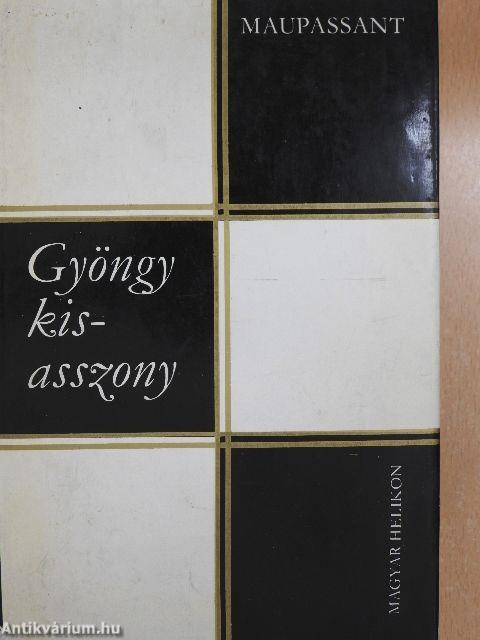 MAUPASSANT
Gyöngy
kis-
asszony
MAGYAR HELIKON
Antikvárium.hu